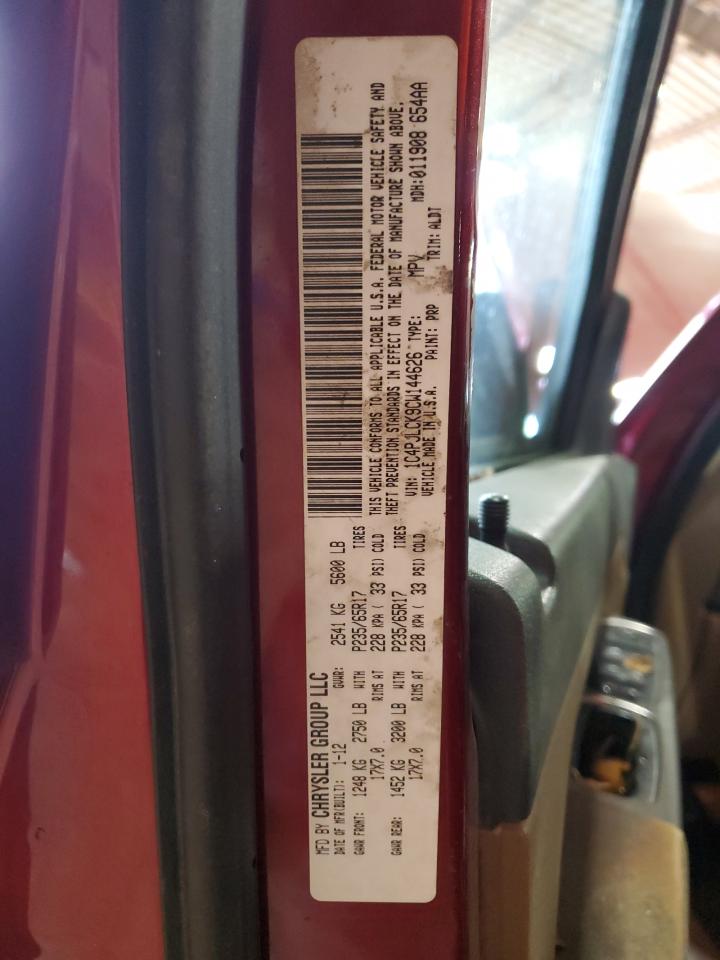 MFD BY CHRYSLER GROUP LLC
DATE OF MFR(BUILT): 1-12 GVWR: 2541 KG 5600 LB
GAWR FRONT: 1248 KG 2750 LB WITH P235/65R17 TIRES
17X7.0 RIMS AT 228 KPA ( 33 PSI) COLD
GAWR REAR: 1452 KG 3200 LB WITH P235/65R17 TIRES
17X7.0 RIMS AT 228 KPA ( 33 PSI) COLD
THIS VEHICLE CONFORMS TO ALL APPLICABLE U.S.A. FEDERAL MOTOR VEHICLE SAFETY AND
THEFT PREVENTION STANDARDS IN EFFECT ON THE DATE OF MANUFACTURE SHOWN ABOVE.
VIN: 1C4PJLCK9CW144626 TYPE: MPV MDH:011908 654AA
VEHICLE MADE IN U.S.A. PAINT: PRP TRIM: ALDT